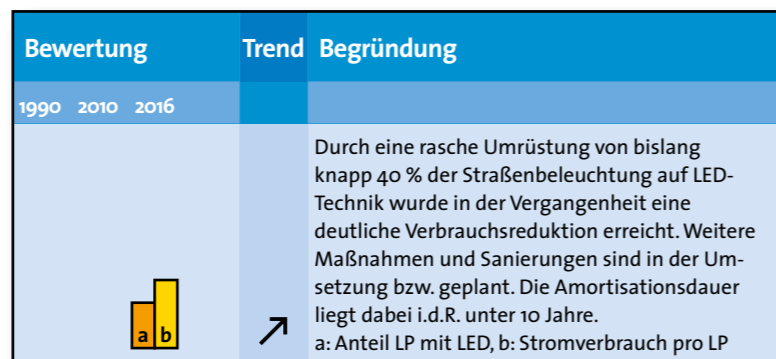 Bewertung Trend Begründung
1990 2010 2016
Durch eine rasche Umrüstung von bislang
knapp 40 % der Straßenbeleuchtung auf LED-
Technik wurde in der Vergangenheit eine
deutliche Verbrauchsreduktion erreicht. Weitere
Maßnahmen und Sanierungen sind in der Um-
setzung bzw. geplant. Die Amortisationsdauer
liegt dabei i.d.R. unter 10 Jahre.
a b
a: Anteil LP mit LED, b: Stromverbrauch pro LP